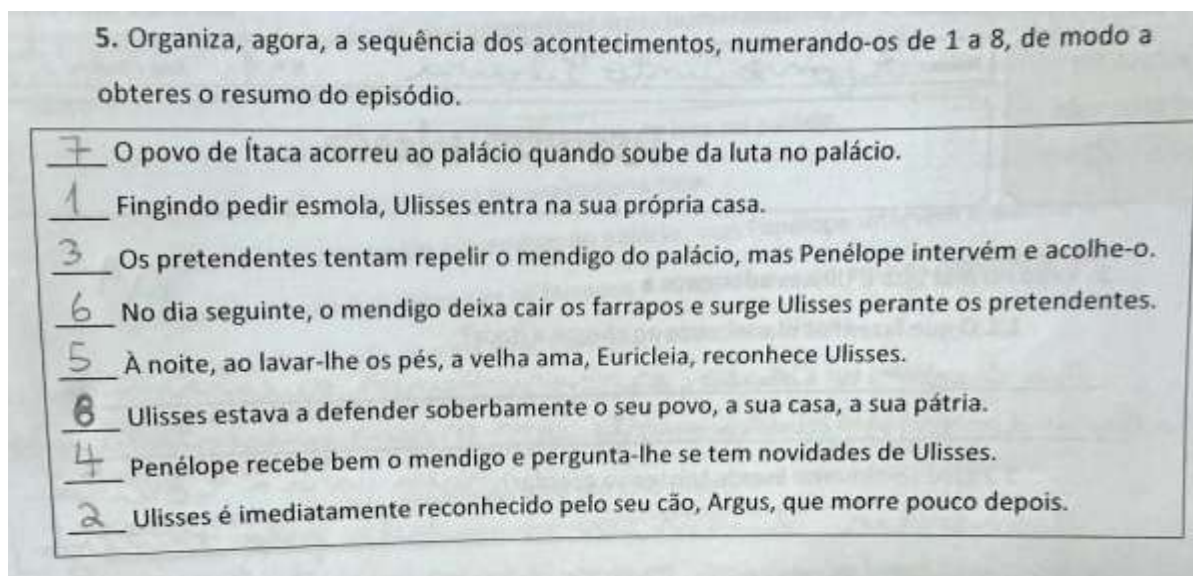 5. Organiza, agora, a sequência dos acontecimentos, numerando-os de 1 a 8, de modo a
obteres o resumo do episódio.
7 O povo de Ítaca acorreu ao palácio quando soube da luta no palácio.
1 Fingindo pedir esmola, Ulisses entra na sua própria casa.
3 Os pretendentes tentam repelir o mendigo do palácio, mas Penélope intervém e acolhe-o.
6 No dia seguinte, o mendigo deixa cair os farrapos e surge Ulisses perante os pretendentes.
5 À noite, ao lavar-lhe os pés, a velha ama, Euricleia, reconhece Ulisses.
8 Ulisses estava a defender soberbamente o seu povo, a sua casa, a sua pátria.
4 Penélope recebe bem o mendigo e pergunta-lhe se tem novidades de Ulisses.
2 Ulisses é imediatamente reconhecido pelo seu cão, Argus, que morre pouco depois.